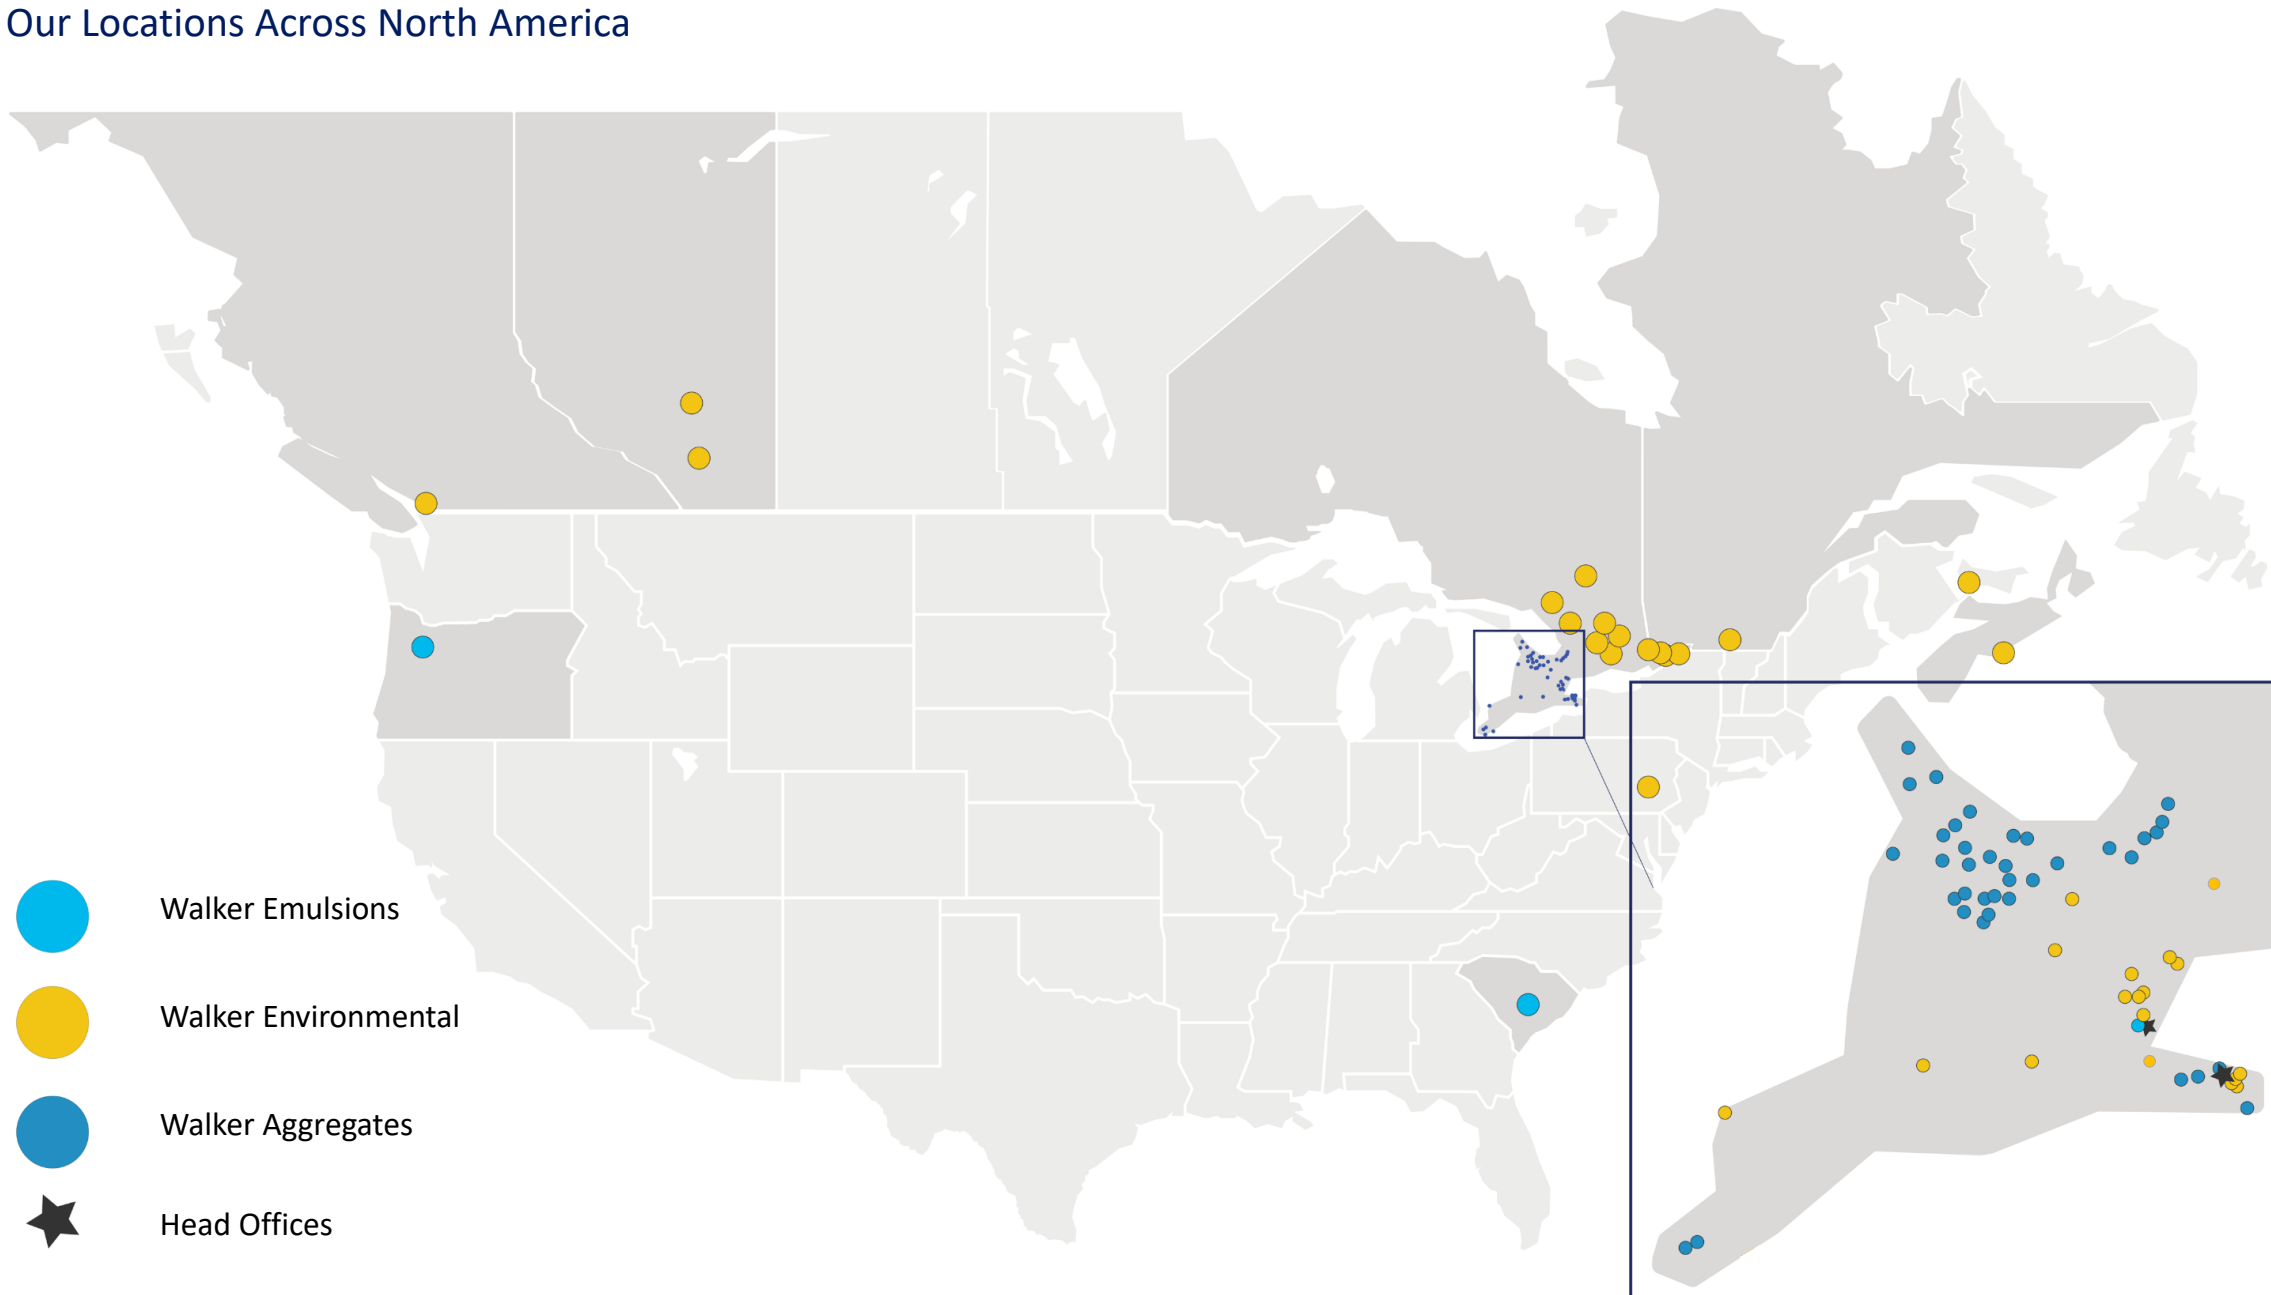 Our Locations Across North America
Walker Emulsions
Walker Environmental
Walker Aggregates
Head Offices